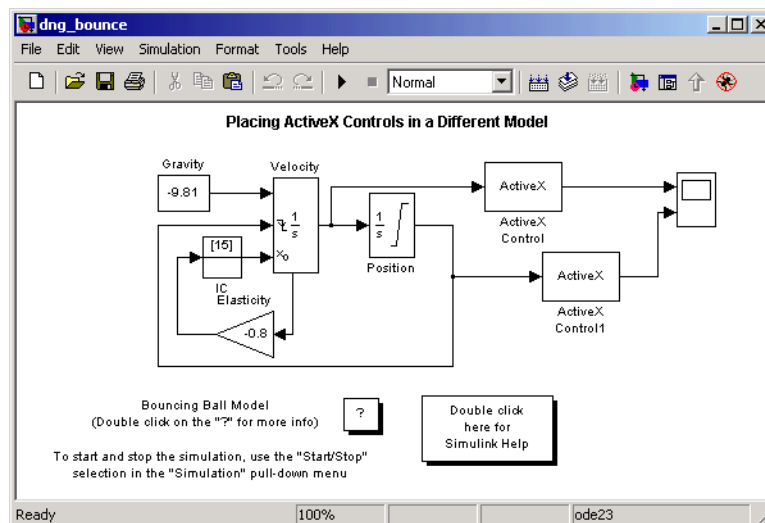 dng_bounce
File Edit View Simulation Format Tools Help
Normal
Placing ActiveX Controls in a Different Model
Gravity
Velocity
-9.81
1
s
x0
1
s
Position
[15]
IC
Elasticity
-0.8
ActiveX
ActiveX
Control
ActiveX
ActiveX
Control1
Bouncing Ball Model
(Double click on the "?" for more info)
?
Double click
here for
Simulink Help
To start and stop the simulation, use the "Start/Stop"
selection in the "Simulation" pull-down menu
Ready 100% ode23